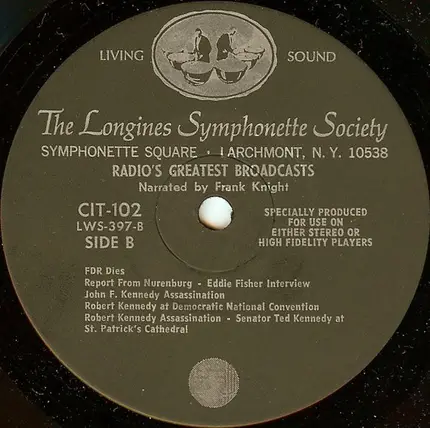 LIVING SOUND
The Longines Symphonette Society
SYMPHONETTE SQUARE · LARCHMONT, N. Y. 10538
RADIO'S GREATEST BROADCASTS
Narrated by Frank Knight
CIT-102
LWS-397-B
SIDE B
SPECIALLY PRODUCED
FOR USE ON
EITHER STEREO OR
HIGH FIDELITY PLAYERS
FDR Dies
Report From Nurenburg - Eddie Fisher Interview
John F. Kennedy Assassination
Robert Kennedy at Democratic National Convention
Robert Kennedy Assassination - Senator Ted Kennedy at
St. Patrick's Cathedral